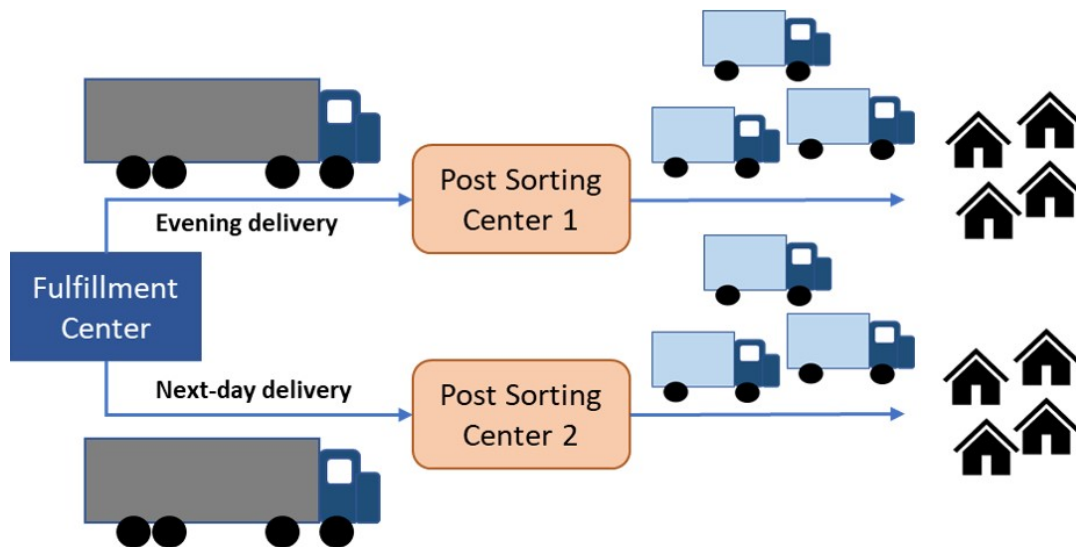 Post Sorting
Center 1
Evening delivery
Fulfillment
Center
Next-day delivery
Post Sorting
Center 2